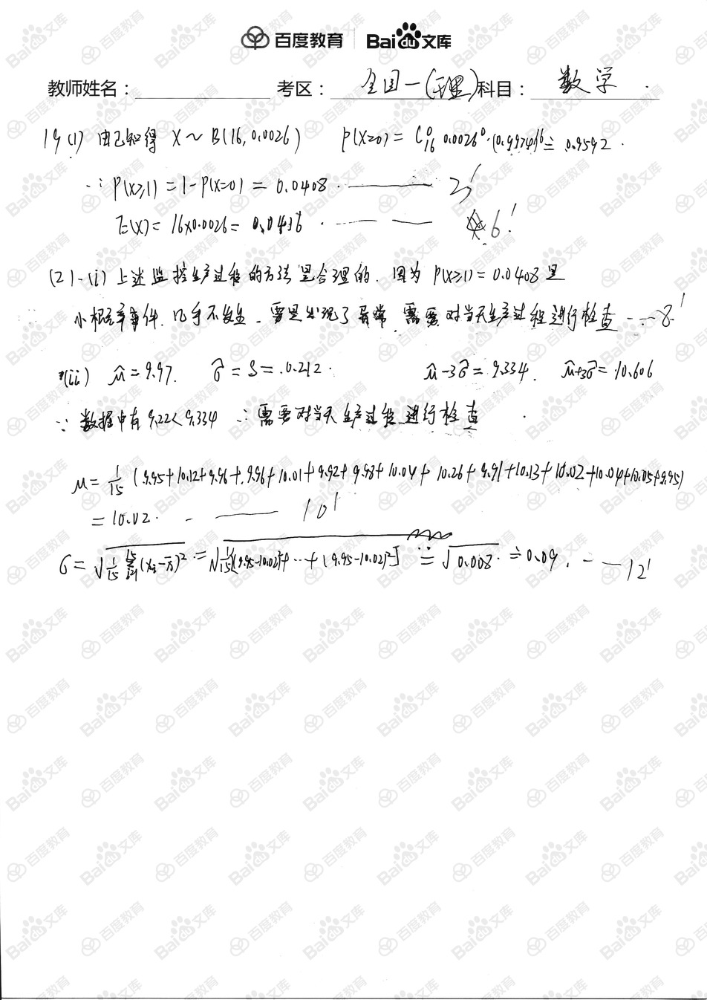 百度教育 Bai文库
教师姓名： 考区：全国一(理) 科目：数学
19 (1) 由已知得 X ~ B(16, 0.0026) P(X=0) = C₁₆⁰ 0.0026⁰·(0.9974)¹⁶ ≐ 0.9592
∴ P(X≥1) = 1-P(X=0) = 0.0408 —— 3'
E(X) = 16×0.0026 = 0.0416 —— 6'
(2)(i) 上述监控生产过程的方法是合理的. 因为 P(X≥1) = 0.0408 是
小概率事件. 几乎不发生. 若是出现了异常, 需要对当天生产过程进行检查 —— 8'
(ii) μ̂ = 9.97. σ̂ = S = 0.212. μ̂-3σ̂ = 9.334. μ̂+3σ̂ = 10.606
∵ 数据中有 9.22 < 9.334 ∴ 需要对当天生产过程进行检查
μ = 1/15 (9.95+10.12+9.96+9.96+10.01+9.92+9.98+10.04+10.26+9.91+10.13+10.02+10.04+10.05+9.95)
= 10.02. —— 10'
σ = √(1/15 Σ(xᵢ-x̄)²) = √(1/15[(9.95-10.02)²+…+(9.95-10.02)²]) ≐ √0.008 ≐ 0.09. —— 12'